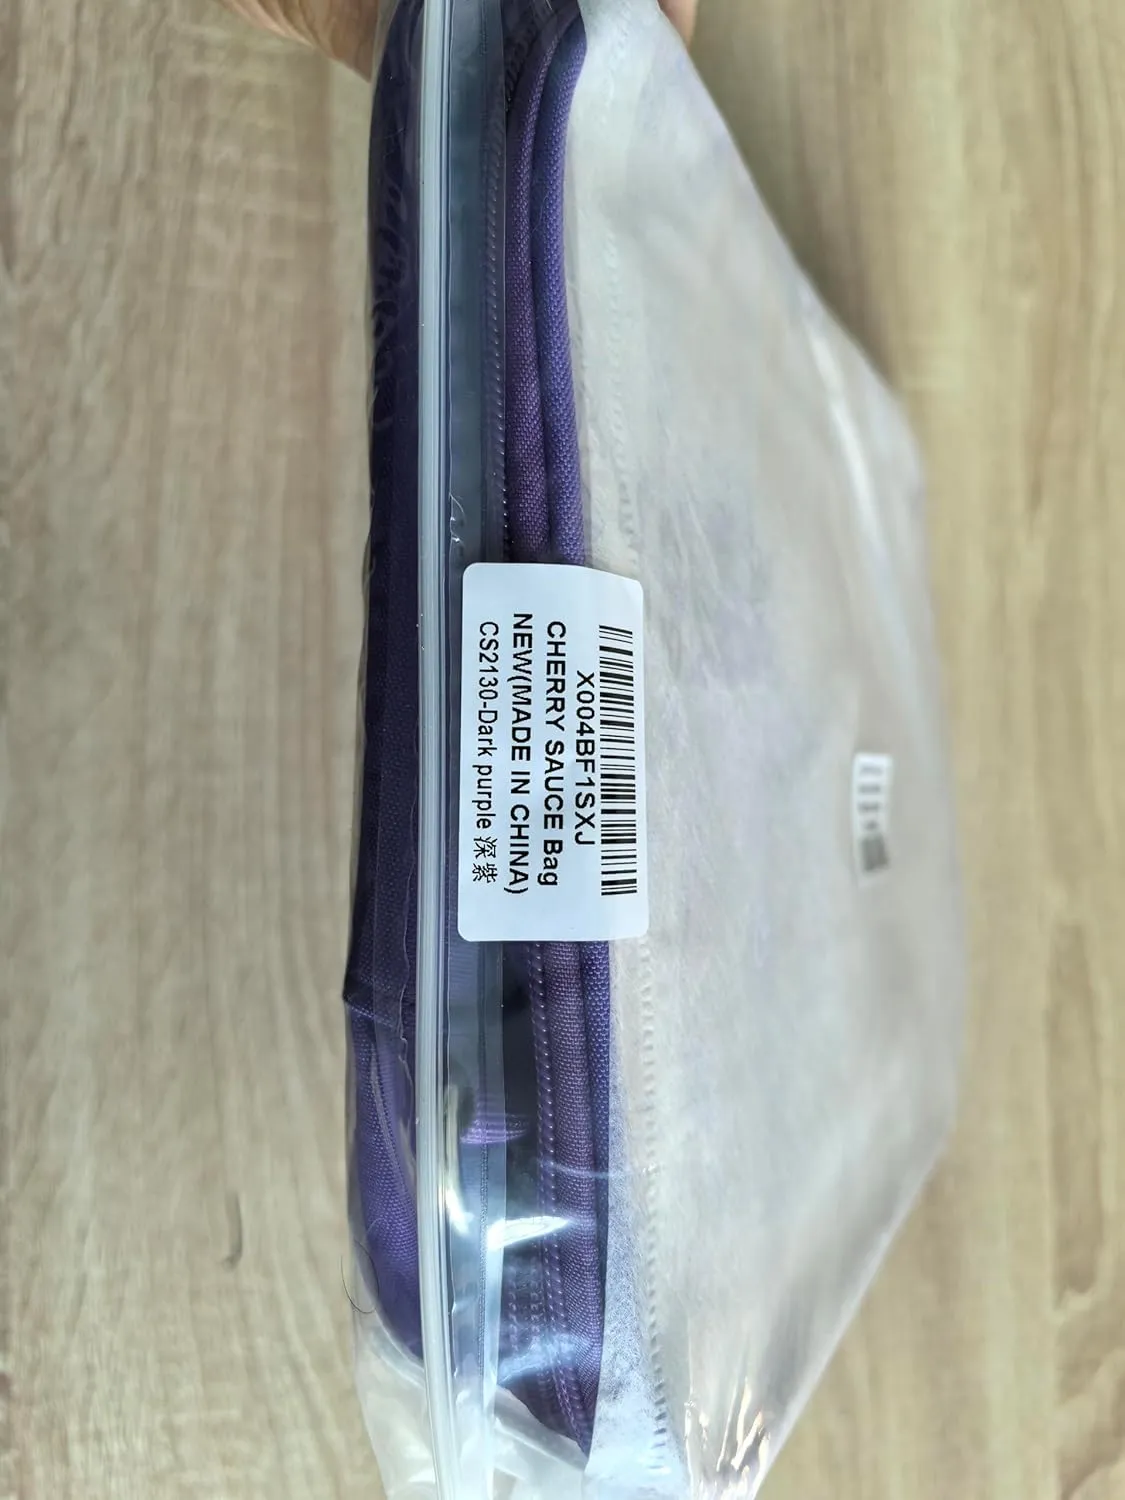 X004BF1SXJ
CHERRY SAUCE Bag
NEW(MADE IN CHINA)
CS2130-Dark purple 深紫